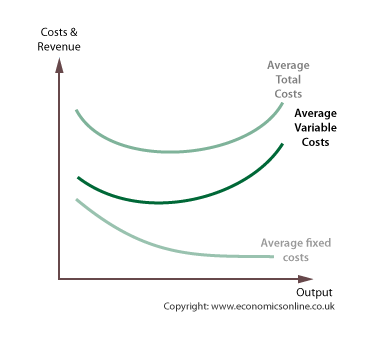 Costs &
Revenue
Average
Total
Costs
Average
Variable
Costs
Average fixed
costs
Output
Copyright: www.economicsonline.co.uk